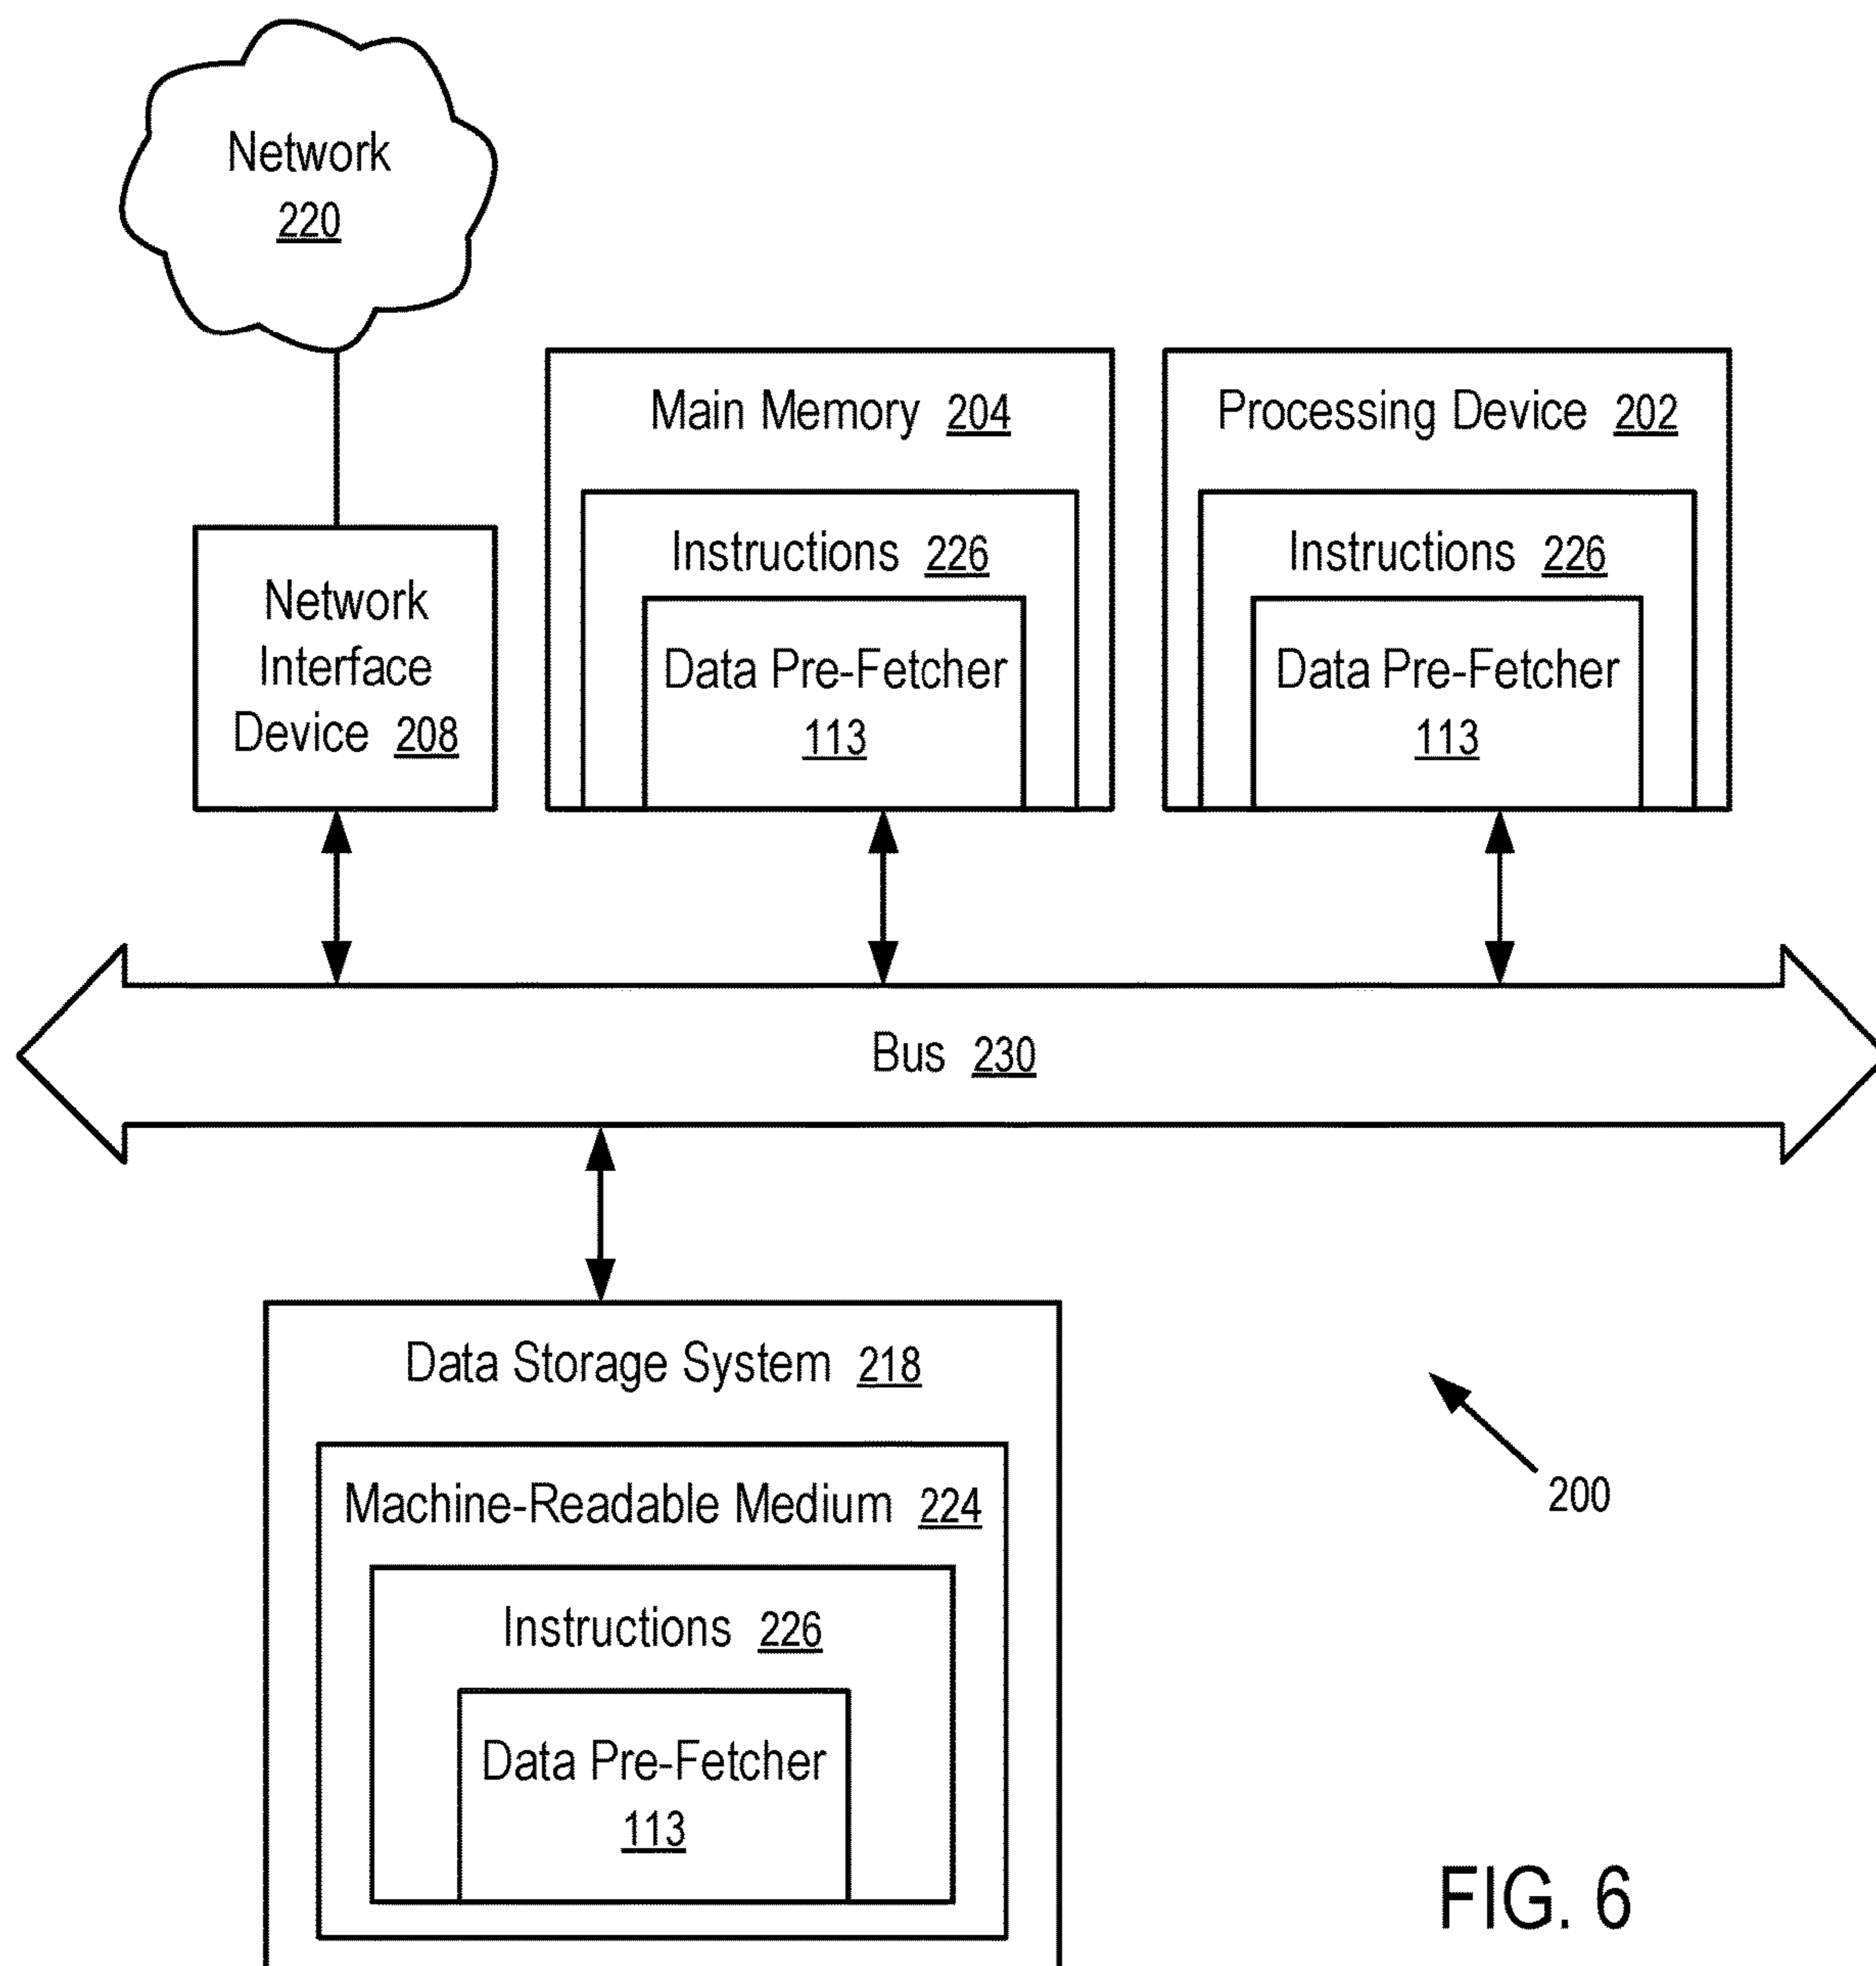 Network
220
Main Memory 204
Instructions 226
Data Pre-Fetcher
113
Processing Device 202
Instructions 226
Data Pre-Fetcher
113
Network
Interface
Device 208
Bus 230
Data Storage System 218
Machine-Readable Medium 224
Instructions 226
Data Pre-Fetcher
113
200
FIG. 6